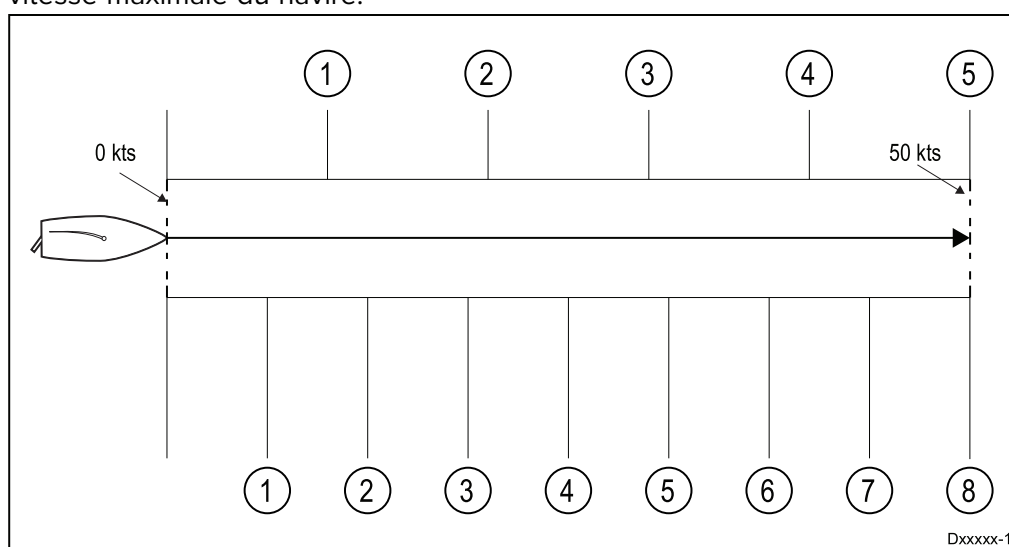 vitesse maximale du navire.
1 2 3 4 5
0 kts 50 kts
1 2 3 4 5 6 7 8
Dxxxxx-1